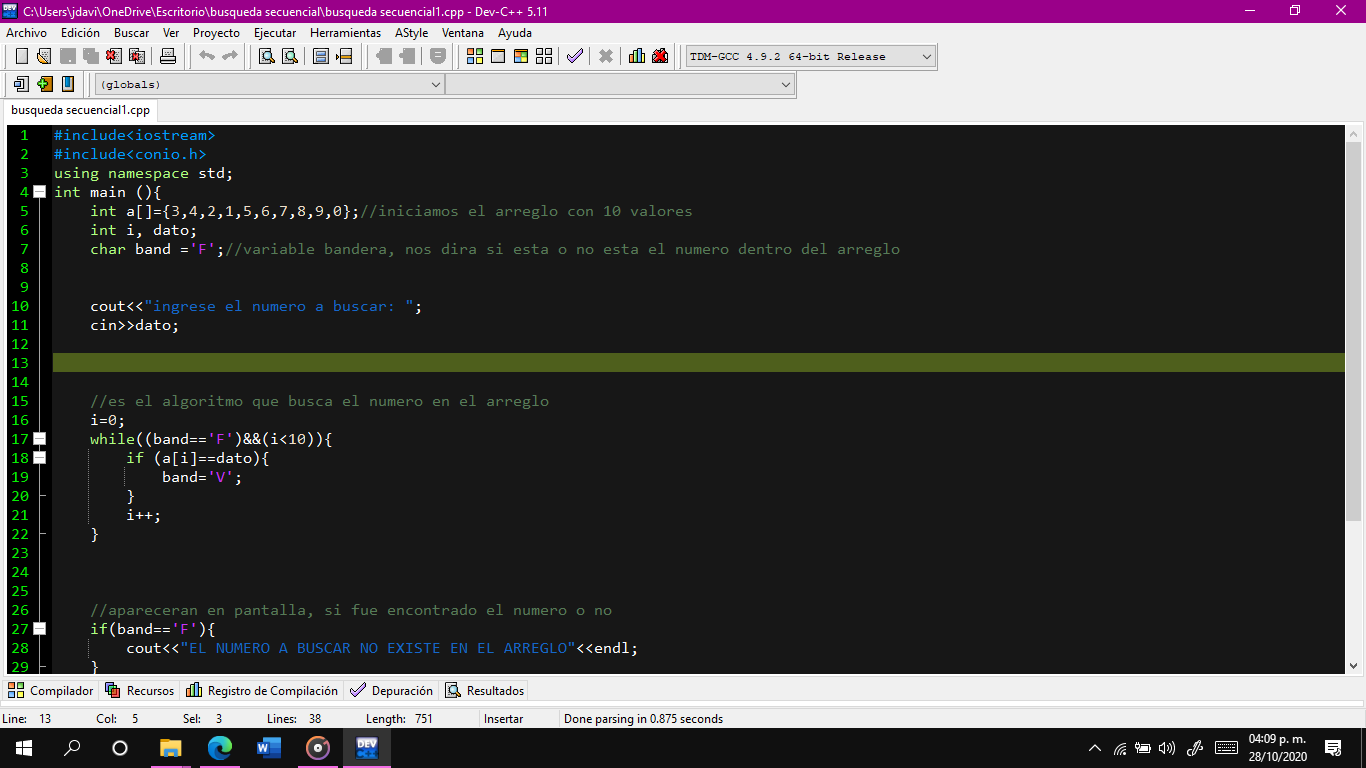 C:\Users\jdavi\OneDrive\Escritorio\busqueda secuencial\busqueda secuencial1.cpp - Dev-C++ 5.11
Archivo Edición Buscar Ver Proyecto Ejecutar Herramientas AStyle Ventana Ayuda
TDM-GCC 4.9.2 64-bit Release
(globals)
busqueda secuencial1.cpp
1 #include<iostream>
2 #include<conio.h>
3 using namespace std;
4 int main (){
5 int a[]={3,4,2,1,5,6,7,8,9,0};//iniciamos el arreglo con 10 valores
6 int i, dato;
7 char band ='F';//variable bandera, nos dira si esta o no esta el numero dentro del arreglo
8
9
10 cout<<"ingrese el numero a buscar: ";
11 cin>>dato;
12
13
14
15 //es el algoritmo que busca el numero en el arreglo
16 i=0;
17 while((band=='F')&&(i<10)){
18 if (a[i]==dato){
19 band='V';
20 }
21 i++;
22 }
23
24
25
26 //apareceran en pantalla, si fue encontrado el numero o no
27 if(band=='F'){
28 cout<<"EL NUMERO A BUSCAR NO EXISTE EN EL ARREGLO"<<endl;
29 }
Compilador Recursos Registro de Compilación Depuración Resultados
Line: 13 Col: 5 Sel: 3 Lines: 38 Length: 751 Insertar Done parsing in 0.875 seconds
DEV
04:09 p. m.
28/10/2020